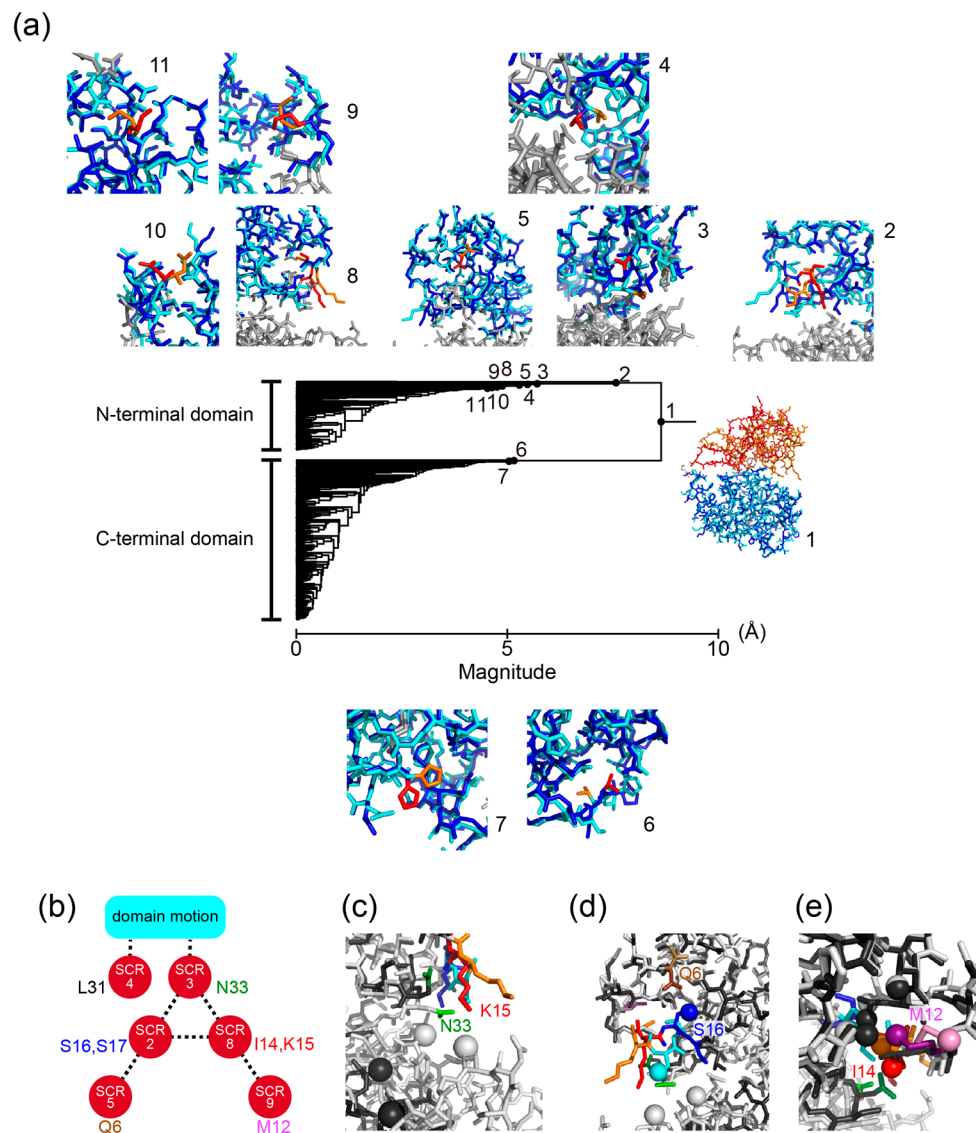 (a)
11
9
4
10
8
5
3
2
N-terminal domain
C-terminal domain
9 8 5 3
2
11 10 4
1
6
7
1
0
5
10
(Å)
Magnitude
7
6
(b)
domain motion
SCR
4
SCR
3
L31
N33
SCR
2
SCR
8
S16,S17
I14,K15
SCR
5
SCR
9
Q6
M12
(c)
K15
N33
(d)
Q6
S16
(e)
M12
I14